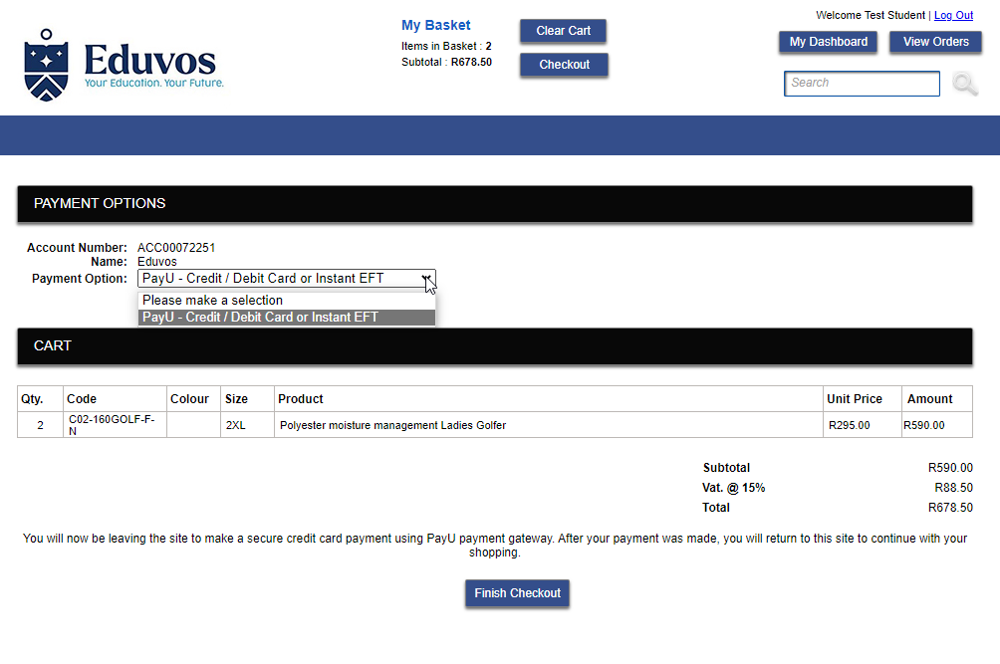 Welcome Test Student | Log Out
My Basket
Items in Basket : 2
Subtotal : R678.50
Clear Cart
Checkout
My Dashboard
View Orders
Search
Eduvos
Your Education. Your Future.
PAYMENT OPTIONS
Account Number: ACC00072251
Name: Eduvos
Payment Option: PayU - Credit / Debit Card or Instant EFT
Please make a selection
PayU - Credit / Debit Card or Instant EFT
CART
Qty. Code Colour Size Product Unit Price Amount
2 C02-160GOLF-F- 2XL Polyester moisture management Ladies Golfer R295.00 R590.00
N
Subtotal R590.00
Vat. @ 15% R88.50
Total R678.50
You will now be leaving the site to make a secure credit card payment using PayU payment gateway. After your payment was made, you will return to this site to continue with your
shopping.
Finish Checkout